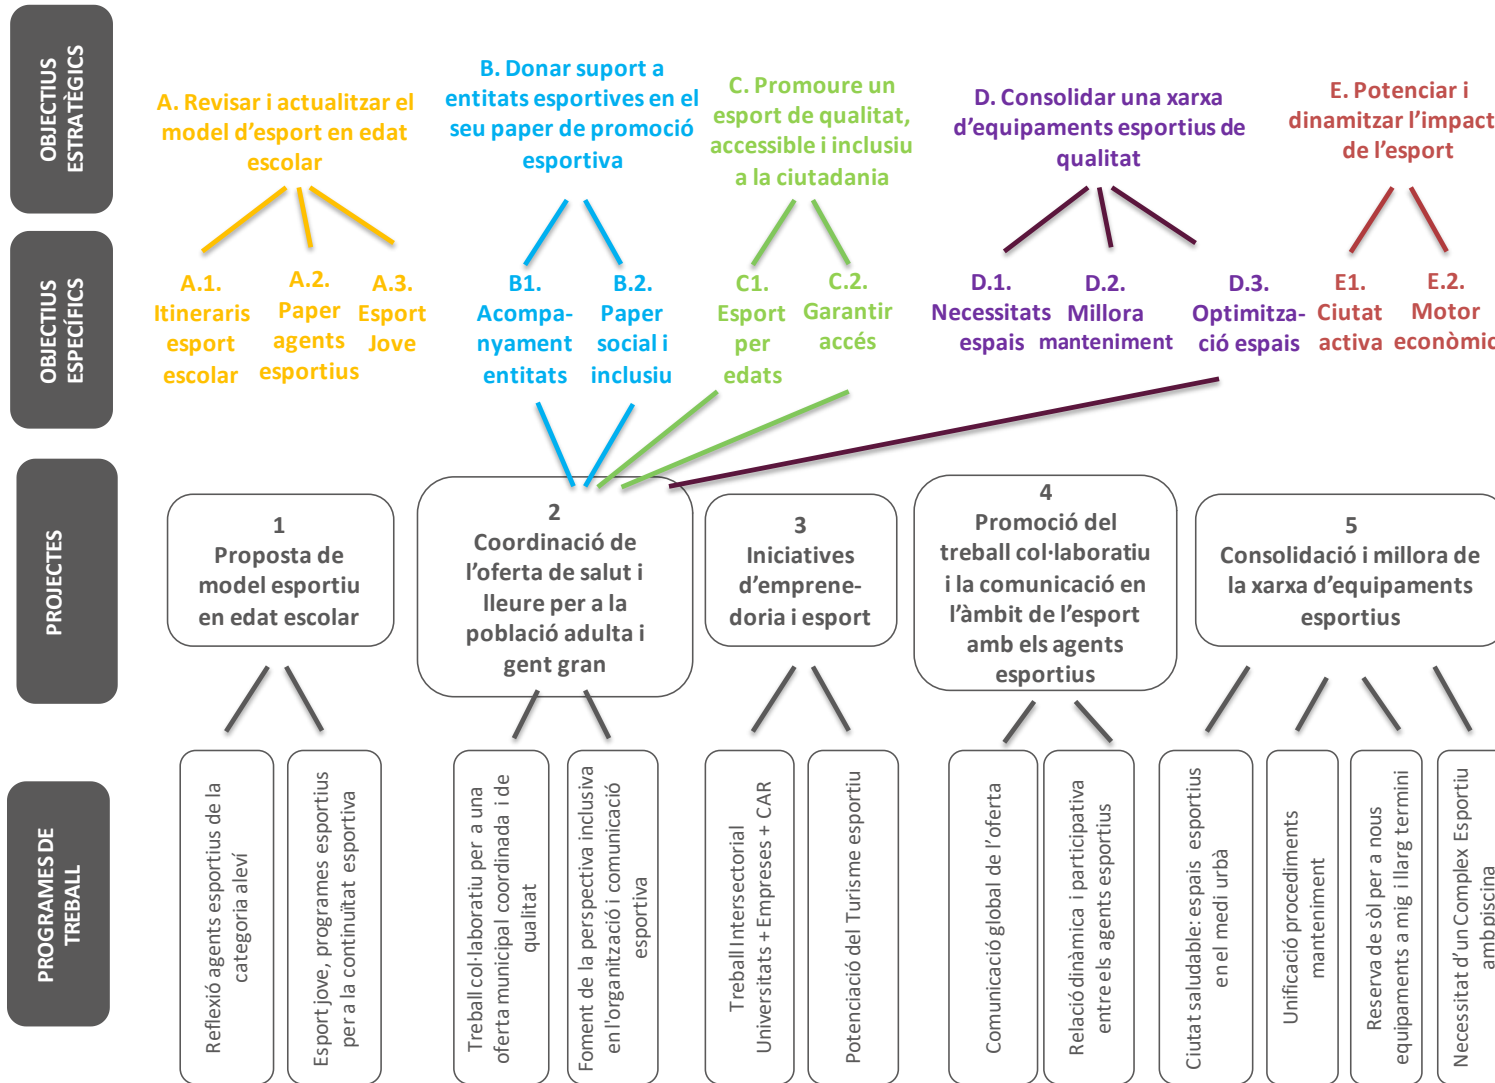 OBJECTIUS
ESTRATÈGICS
A. Revisar i actualitzar el
model d’esport en edat
escolar
B. Donar suport a
entitats esportives en el
seu paper de promoció
esportiva
C. Promoure un
esport de qualitat,
accessible i inclusiu
a la ciutadania
D. Consolidar una xarxa
d’equipaments esportius de
qualitat
E. Potenciar i
dinamitzar l’impact
de l’esport
OBJECTIUS
ESPECÍFICS
A.1.
Itineraris
esport
escolar
A.2.
Paper
agents
esportius
A.3.
Esport
Jove
B1.
Acompa-
nyament
entitats
B.2.
Paper
social i
inclusiu
C1.
Esport
per
edats
C.2.
Garantir
accés
D.1.
Necessitats
espais
D.2.
Millora
manteniment
D.3.
Optimitza-
ció espais
E1.
Ciutat
activa
E.2.
Motor
econòmic
PROJECTES
1
Proposta de
model esportiu
en edat escolar
2
Coordinació de
l’oferta de salut i
lleure per a la
població adulta i
gent gran
3
Iniciatives
d’emprene-
doria i esport
4
Promoció del
treball col·laboratiu
i la comunicació en
l’àmbit de l’esport
amb els agents
esportius
5
Consolidació i millora de
la xarxa d’equipaments
esportius
PROGRAMES DE
TREBALL
Reflexió agents esportius de la
categoria aleví
Esport jove, programes esportius
per a la continuïtat esportiva
Treball col·laboratiu per a una
oferta municipal coordinada i de
qualitat
Foment de la perspectiva inclusiva
en l'organització i comunicació
esportiva
Treball Intersectorial
Universitats + Empreses + CAR
Potenciació del Turisme esportiu
Comunicació global de l’oferta
Relació dinàmica i participativa
entre els agents esportius
Ciutat saludable: espais esportius
en el medi urbà
Unificació procediments
manteniment
Reserva de sòl per a nous
equipaments a mig i llarg termini
Necessitat d’un Complex Esportiu
amb piscina